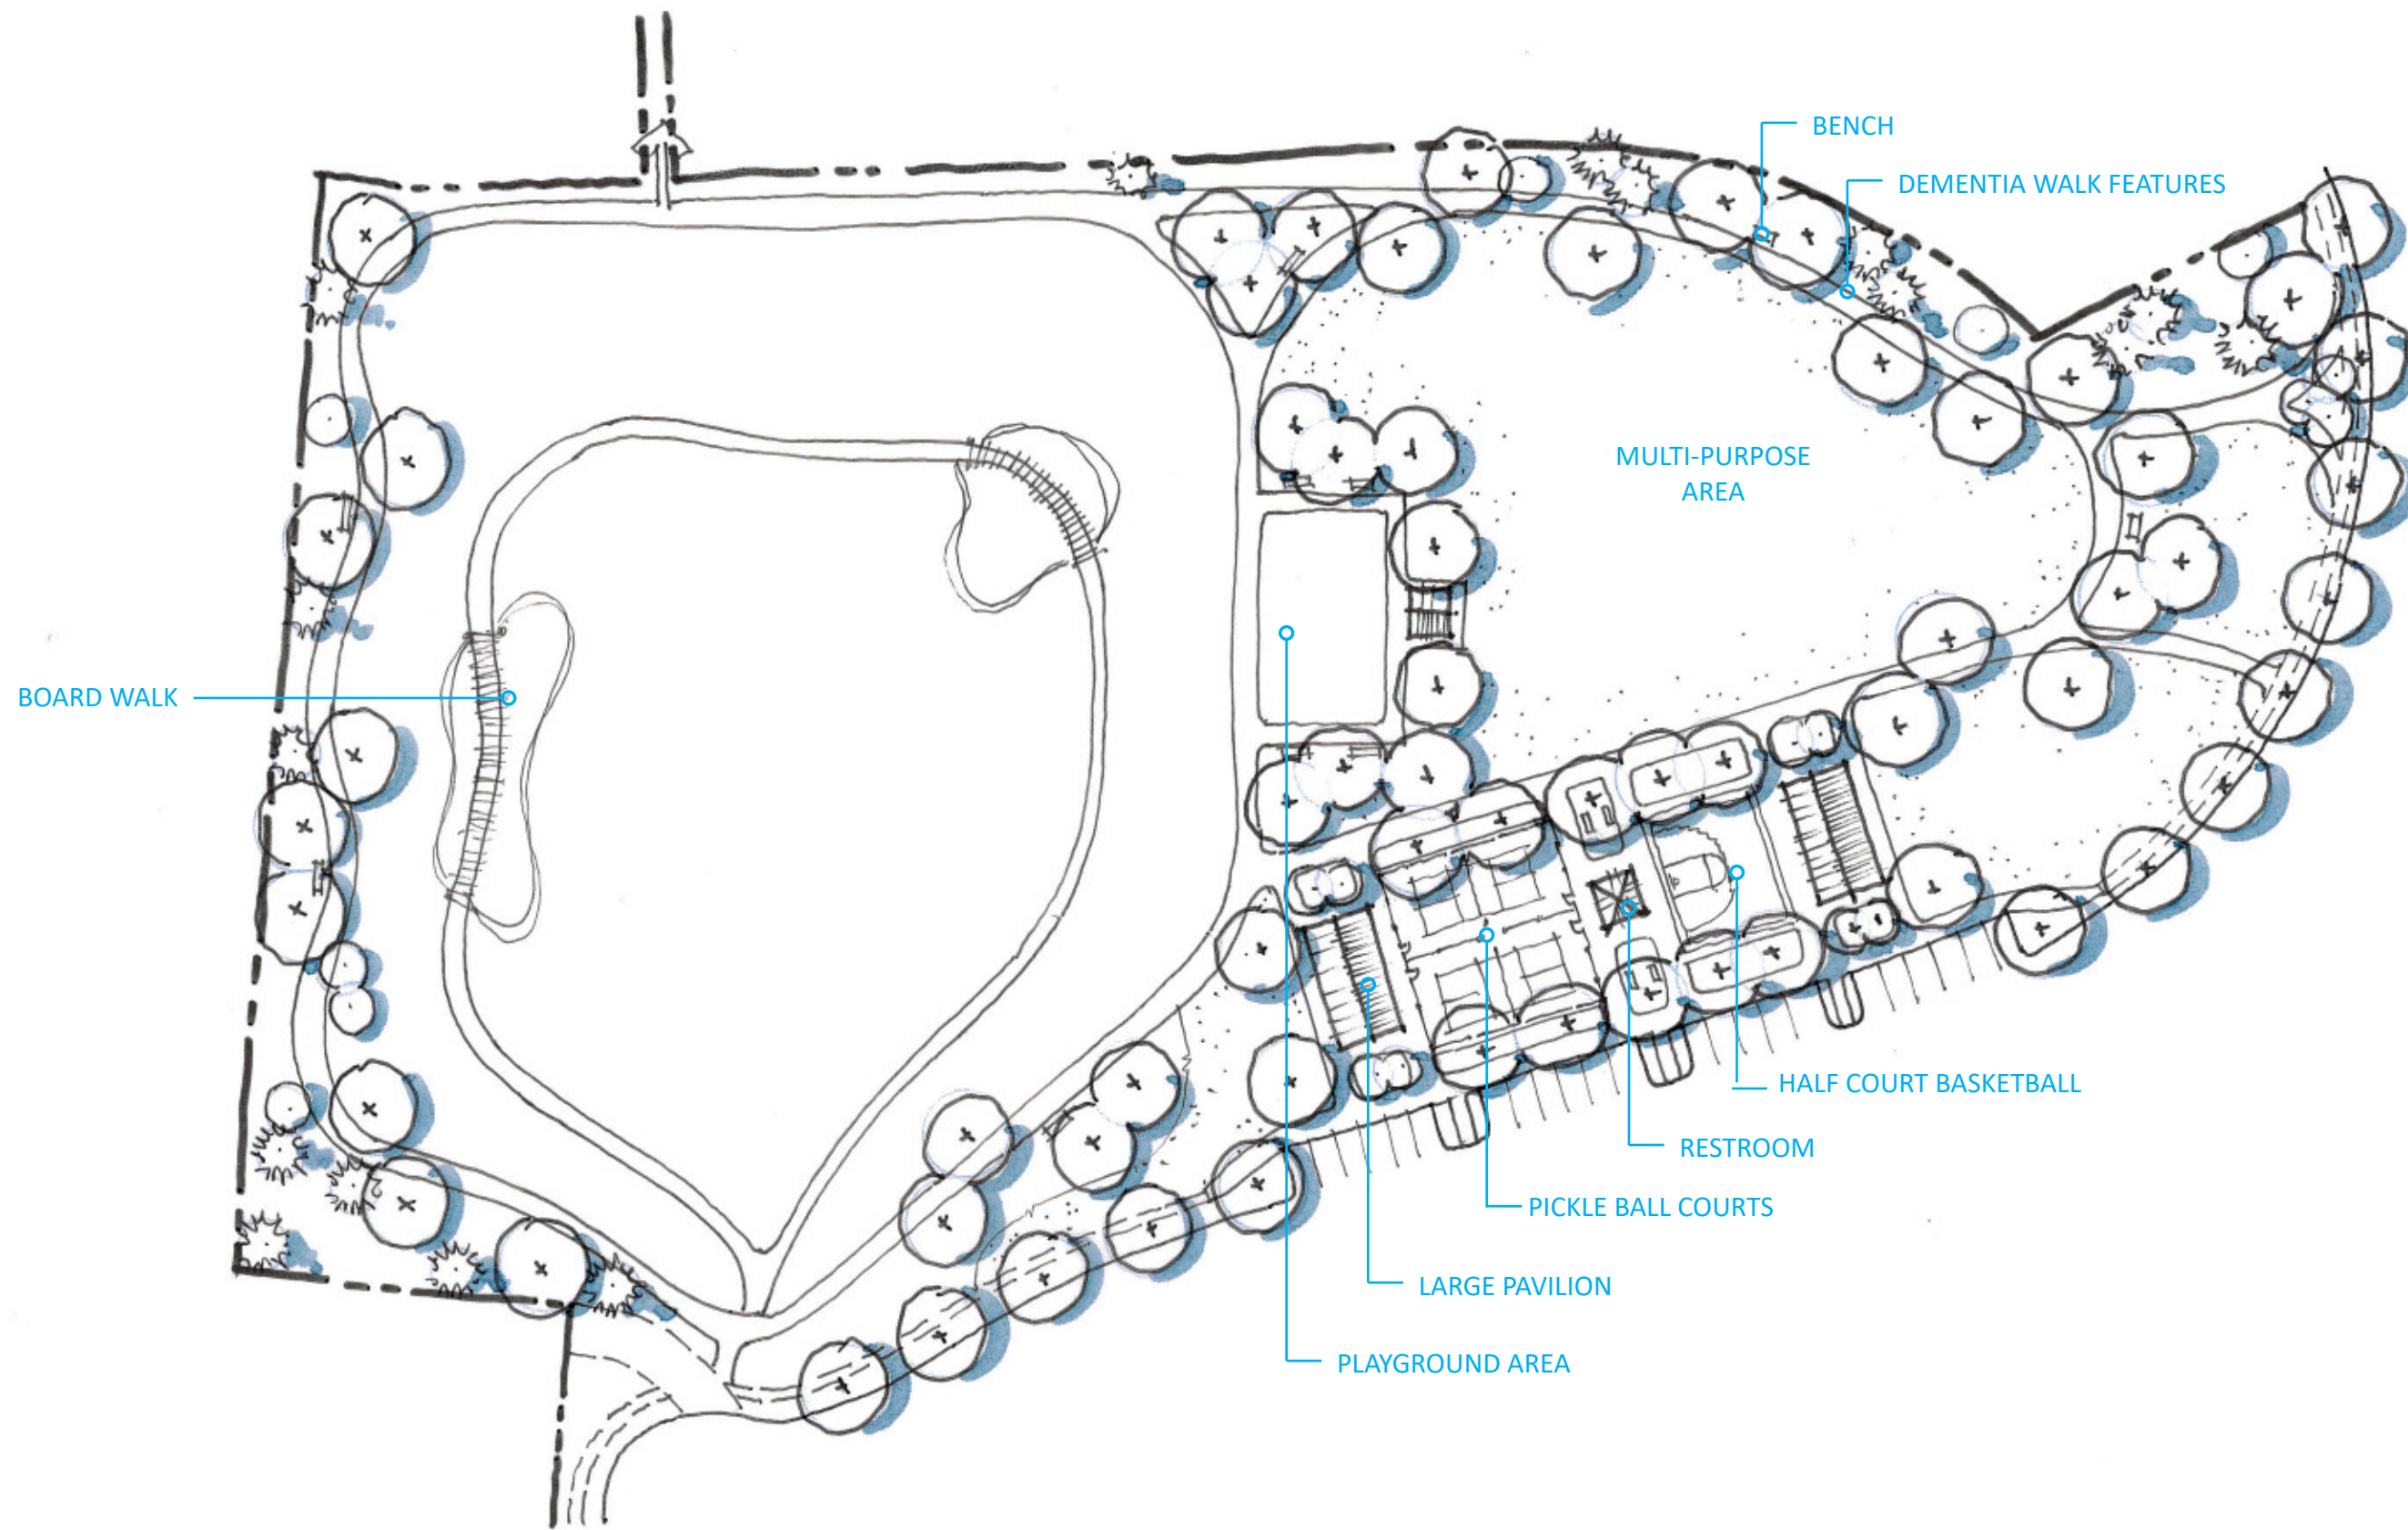 BENCH
DEMENTIA WALK FEATURES
MULTI-PURPOSE
AREA
BOARD WALK
HALF COURT BASKETBALL
RESTROOM
PICKLE BALL COURTS
LARGE PAVILION
PLAYGROUND AREA